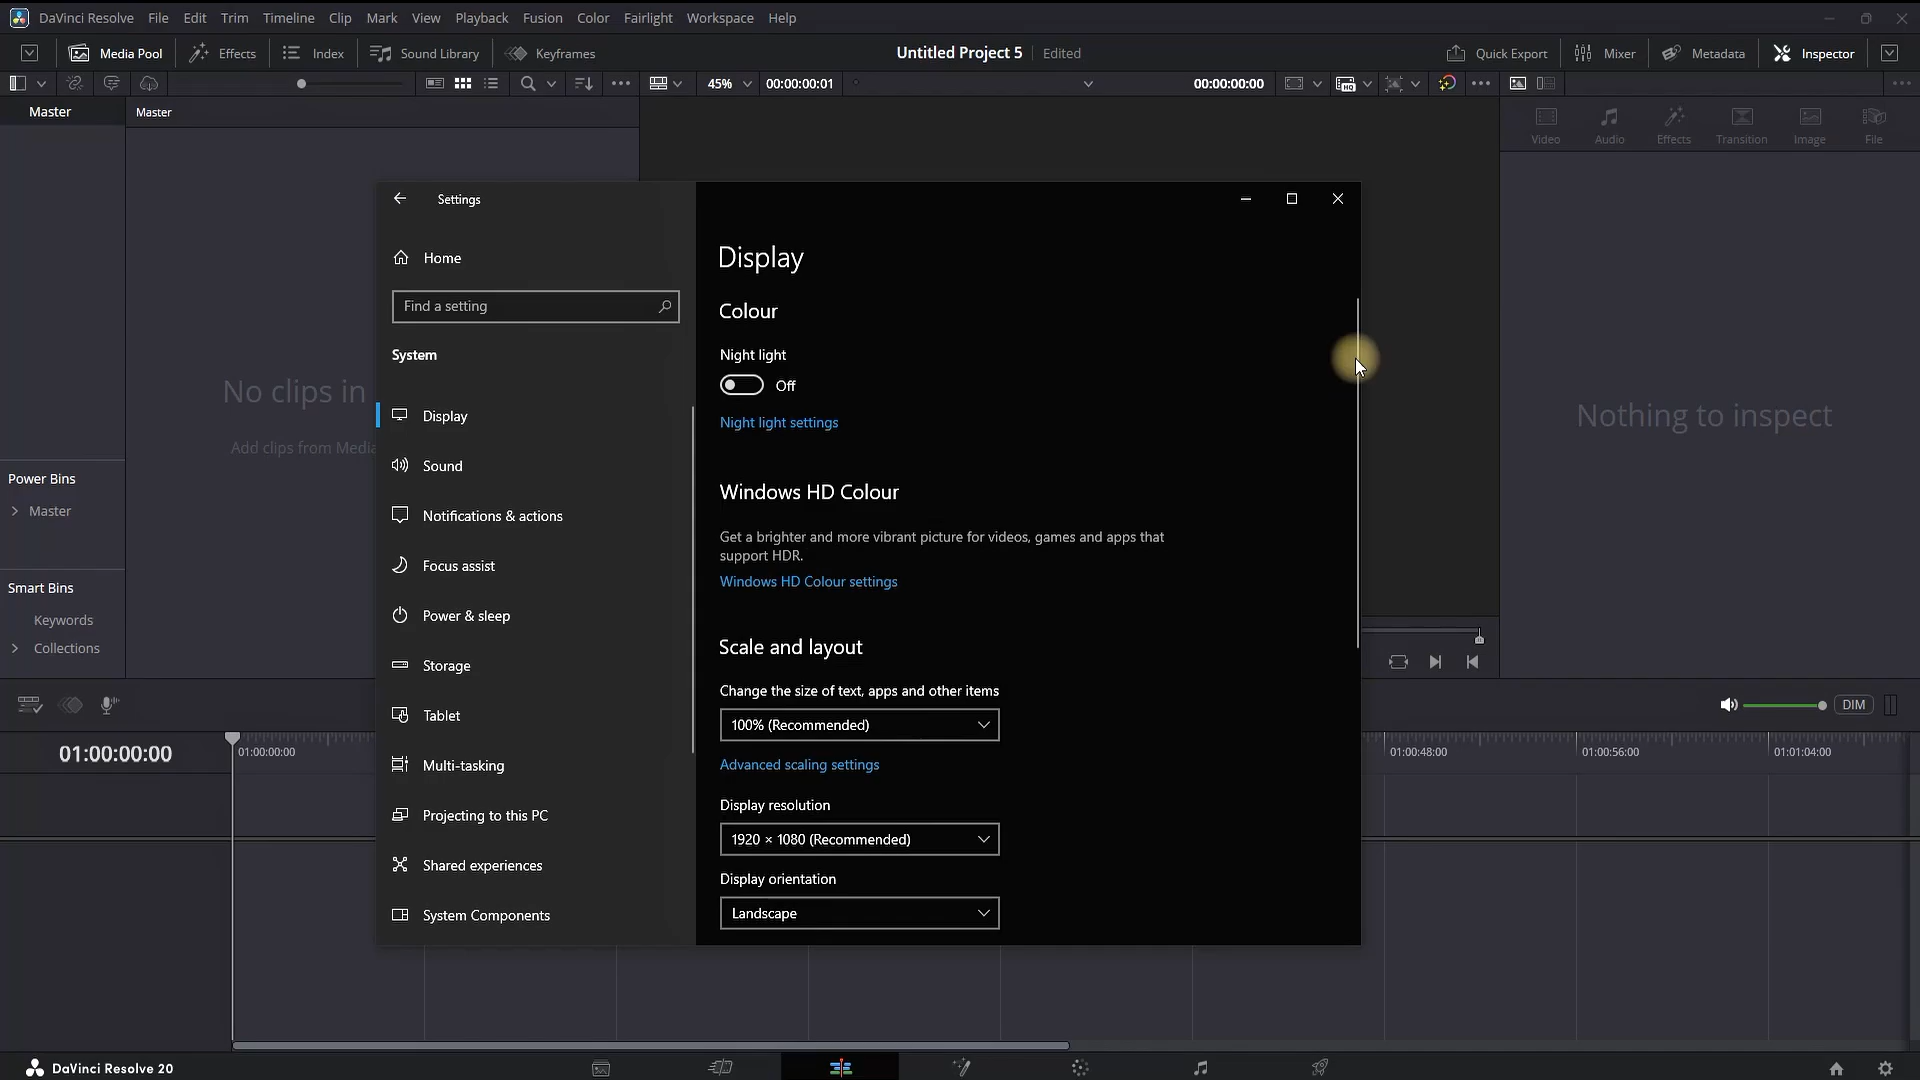 DaVinci Resolve File Edit Trim Timeline Clip Mark View Playback Fusion Color Fairlight Workspace Help
Media Pool Effects Index Sound Library Keyframes Untitled Project 5 Edited Quick Export Mixer Metadata Inspector
45% 00:00:00:01 00:00:00:00
Master Master
Video Audio Effects Transition Image File
No clips in
Add clips from Media
Power Bins
Master
Smart Bins
Keywords
Collections
Settings
Home
Find a setting
System
Display
Sound
Notifications & actions
Focus assist
Power & sleep
Storage
Tablet
Multi-tasking
Projecting to this PC
Shared experiences
System Components
Display
Colour
Night light
Off
Night light settings
Windows HD Colour
Get a brighter and more vibrant picture for videos, games and apps that
support HDR.
Windows HD Colour settings
Scale and layout
Change the size of text, apps and other items
100% (Recommended)
Advanced scaling settings
Display resolution
1920 × 1080 (Recommended)
Display orientation
Landscape
Nothing to inspect
DIM
01:00:00:00 01:00:00:00 01:00:48:00 01:00:56:00 01:01:04:00
DaVinci Resolve 20